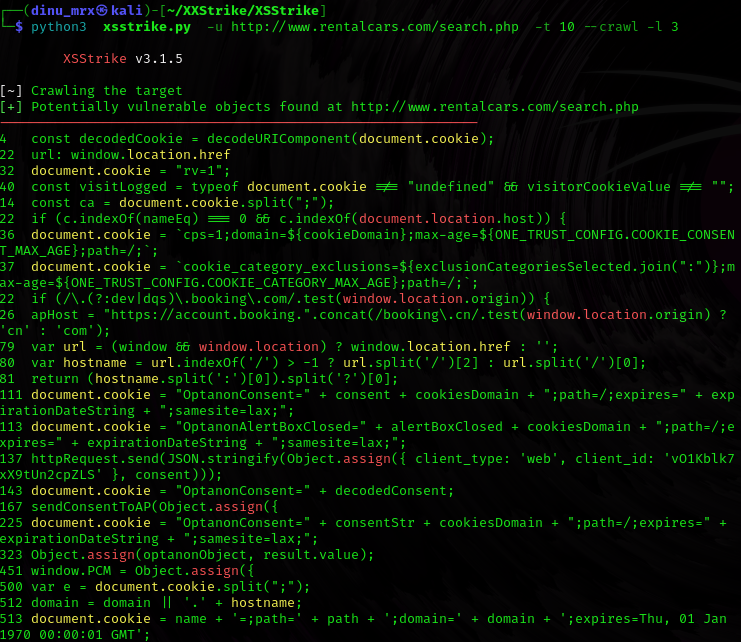 ┌──(dinu_mrx㉿kali)-[~/XXStrike/XSStrike]
└─$ python3 xsstrike.py -u http://www.rentalcars.com/search.php -t 10 --crawl -l 3
XSStrike v3.1.5
[~] Crawling the target
[+] Potentially vulnerable objects found at http://www.rentalcars.com/search.php
4 const decodedCookie = decodeURIComponent(document.cookie);
22 url: window.location.href
32 document.cookie = "rv=1";
40 const visitLogged = typeof document.cookie !== "undefined" && visitorCookieValue !== "";
14 const ca = document.cookie.split(";");
22 if (c.indexOf(nameEq) === 0 && c.indexOf(document.location.host)) {
36 document.cookie = `cps=1;domain=${cookieDomain};max-age=${ONE_TRUST_CONFIG.COOKIE_CONSEN
T_MAX_AGE};path=/;`;
37 document.cookie = `cookie_category_exclusions=${exclusionCategoriesSelected.join(":")};m
ax-age=${ONE_TRUST_CONFIG.COOKIE_CATEGORY_MAX_AGE};path=/;`;
22 if (/\.(?:dev|dqs)\.booking\.com/.test(window.location.origin)) {
26 apHost = "https://account.booking.".concat(/booking\.cn/.test(window.location.origin) ?
'cn' : 'com');
79 var url = (window && window.location) ? window.location.href : '';
80 var hostname = url.indexOf('/') > -1 ? url.split('/')[2] : url.split('/')[0];
81 return (hostname.split(':')[0]).split('?')[0];
111 document.cookie = "OptanonConsent=" + consent + cookiesDomain + ";path=/;expires=" + exp
irationDateString + ";samesite=lax;";
113 document.cookie = "OptanonAlertBoxClosed=" + alertBoxClosed + cookiesDomain + ";path=/;e
xpires=" + expirationDateString + ";samesite=lax;";
137 httpRequest.send(JSON.stringify(Object.assign({ client_type: 'web', client_id: 'vO1Kblk7
xX9tUn2cpZLS' }, consent)));
143 document.cookie = "OptanonConsent=" + decodedConsent;
167 sendConsentToAP(Object.assign({
225 document.cookie = "OptanonConsent=" + consentStr + cookiesDomain + ";path=/;expires=" +
expirationDateString + ";samesite=lax;";
323 Object.assign(optanonObject, result.value);
451 window.PCM = Object.assign({
500 var e = document.cookie.split(";");
512 domain = domain || '.' + hostname;
513 document.cookie = name + '=;path=' + path + ';domain=' + domain + ';expires=Thu, 01 Jan
1970 00:00:01 GMT';